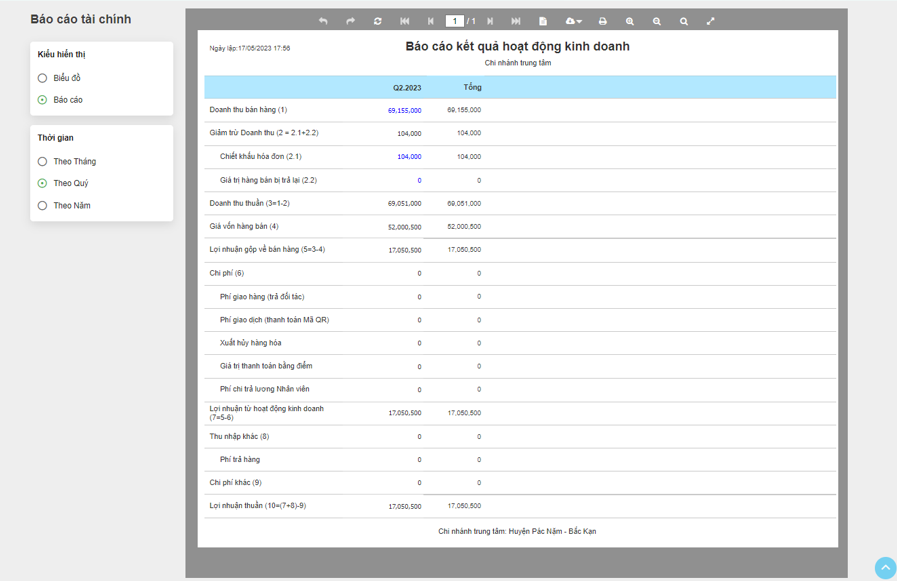 Báo cáo tài chính
Kiểu hiển thị
Biểu đồ
Báo cáo
Thời gian
Theo Tháng
Theo Quý
Theo Năm
1 / 1
Ngày lập:17/05/2023 17:56
Báo cáo kết quả hoạt động kinh doanh
Chi nhánh trung tâm
Q2.2023 Tổng
Doanh thu bán hàng (1) 69,155,000 69,155,000
Giảm trừ Doanh thu (2 = 2.1+2.2) 104,000 104,000
Chiết khấu hóa đơn (2.1) 104,000 104,000
Giá trị hàng bán bị trả lại (2.2) 0 0
Doanh thu thuần (3=1-2) 69,051,000 69,051,000
Giá vốn hàng bán (4) 52,000,500 52,000,500
Lợi nhuận gộp về bán hàng (5=3-4) 17,050,500 17,050,500
Chi phí (6) 0 0
Phí giao hàng (trả đối tác) 0 0
Phí giao dịch (thanh toán Mã QR) 0 0
Xuất hủy hàng hóa 0 0
Giá trị thanh toán bằng điểm 0 0
Phí chi trả lương Nhân viên 0 0
Lợi nhuận từ hoạt động kinh doanh
(7=5-6) 17,050,500 17,050,500
Thu nhập khác (8) 0 0
Phí trả hàng 0 0
Chi phí khác (9) 0 0
Lợi nhuận thuần (10=(7+8)-9) 17,050,500 17,050,500
Chi nhánh trung tâm: Huyện Pác Nặm - Bắc Kạn